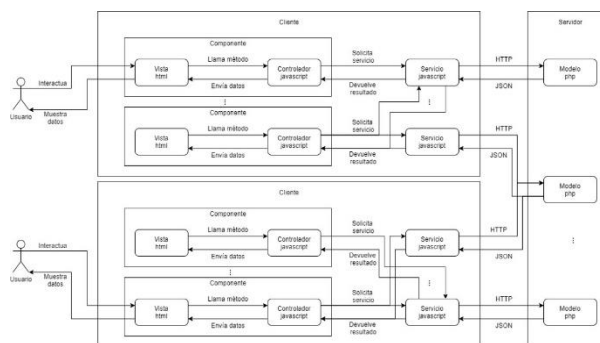 Cliente
Servidor
Componente
Vista
html
Llama método
Envía datos
Controlador
javascript
Solicita
servicio
Devuelve
resultado
Servicio
javascript
HTTP
JSON
Modelo
php
Interactua
Muestra
datos
Usuario
Componente
Vista
html
Llama método
Envía datos
Controlador
javascript
Solicita
servicio
Devuelve
resultado
Servicio
javascript
HTTP
JSON
Modelo
php
Cliente
Componente
Vista
html
Llama método
Envía datos
Controlador
javascript
Solicita
servicio
Devuelve
resultado
Servicio
javascript
HTTP
JSON
Interactua
Muestra
datos
Usuario
Componente
Vista
html
Llama método
Envía datos
Controlador
javascript
Solicita
servicio
Devuelve
resultado
Servicio
javascript
HTTP
JSON
Modelo
php